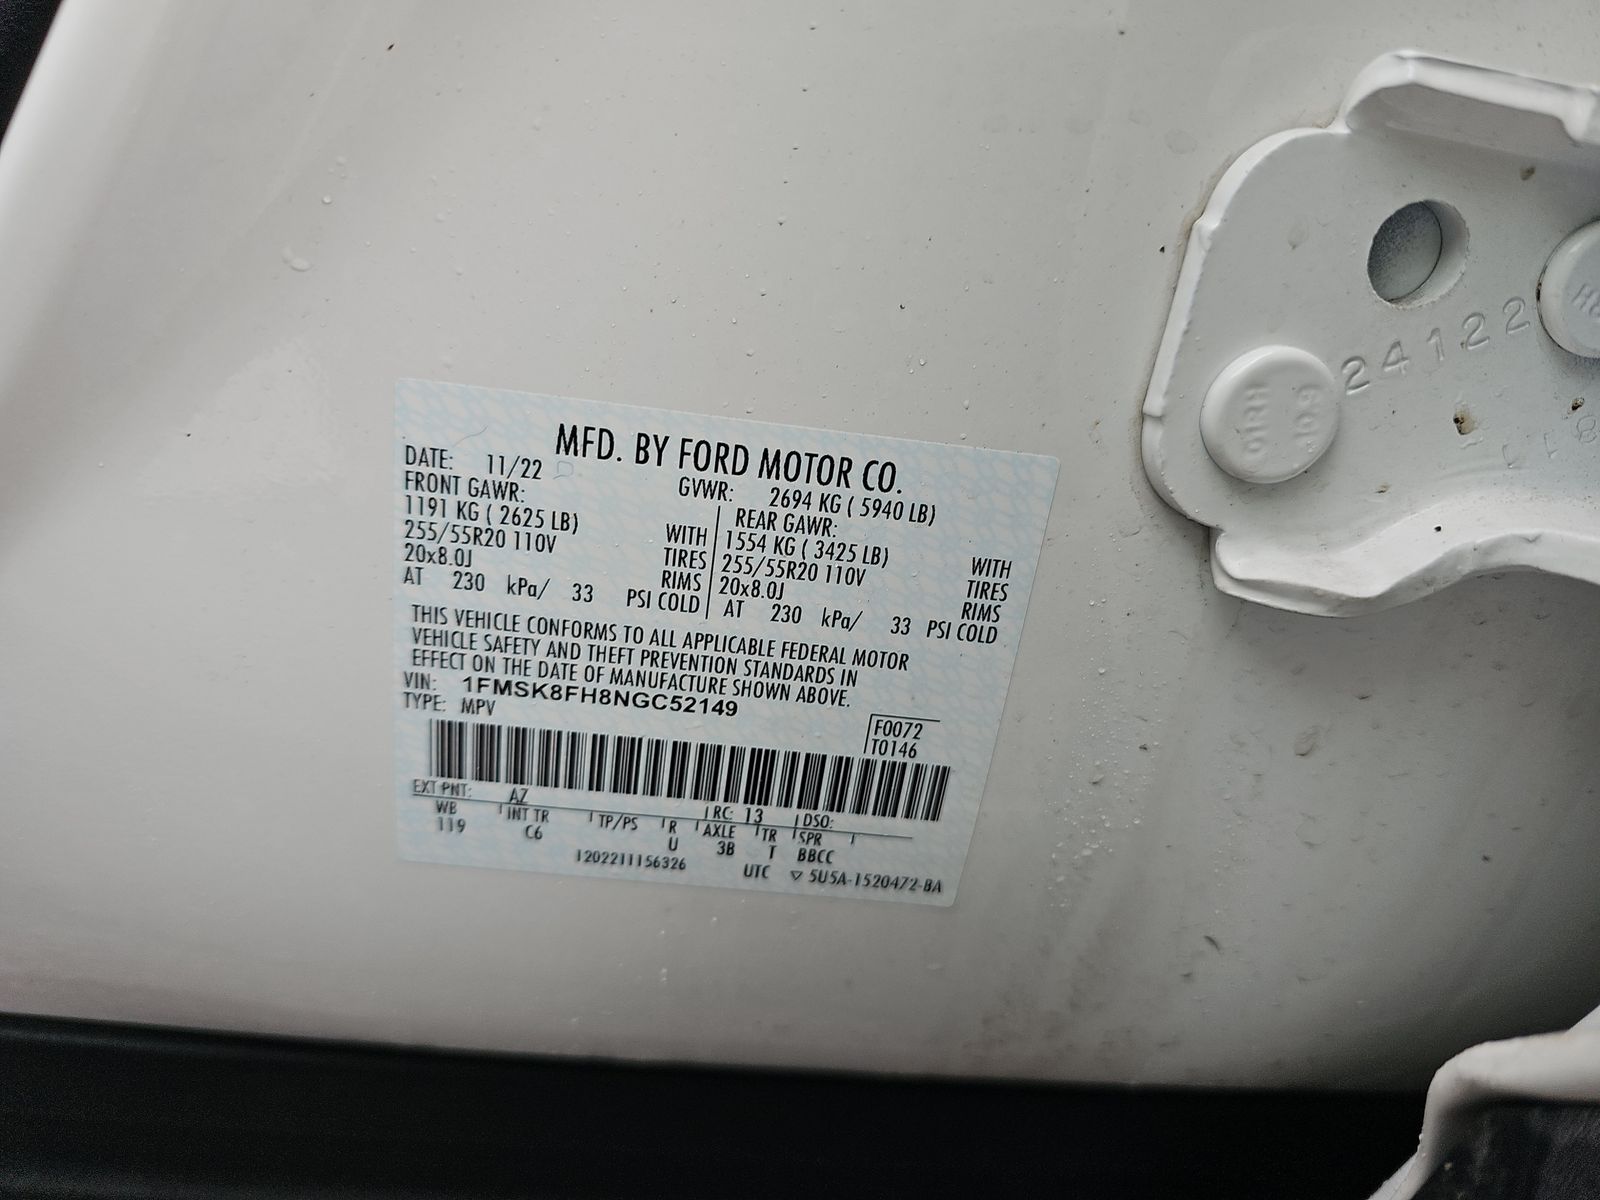 MFD. BY FORD MOTOR CO.
DATE: 11/22
GVWR: 2694 KG ( 5940 LB)
FRONT GAWR:
1191 KG ( 2625 LB)
WITH
255/55R20 110V
TIRES
20x8.0J
RIMS
AT 230 kPa/ 33 PSI COLD
REAR GAWR:
1554 KG ( 3425 LB)
WITH
255/55R20 110V
TIRES
20x8.0J
RIMS
AT 230 kPa/ 33 PSI COLD
THIS VEHICLE CONFORMS TO ALL APPLICABLE FEDERAL MOTOR
VEHICLE SAFETY AND THEFT PREVENTION STANDARDS IN
EFFECT ON THE DATE OF MANUFACTURE SHOWN ABOVE.
VIN: 1FMSK8FH8NGC52149
TYPE: MPV
F0072
T0146
EXT PNT: AZ RC: 13 DSO:
WB INT TR TP/PS R AXLE TR SPR
119 C6 U 3B T BBCC
1202211156326 UTC ▽ 5U5A-1520472-BA
24122